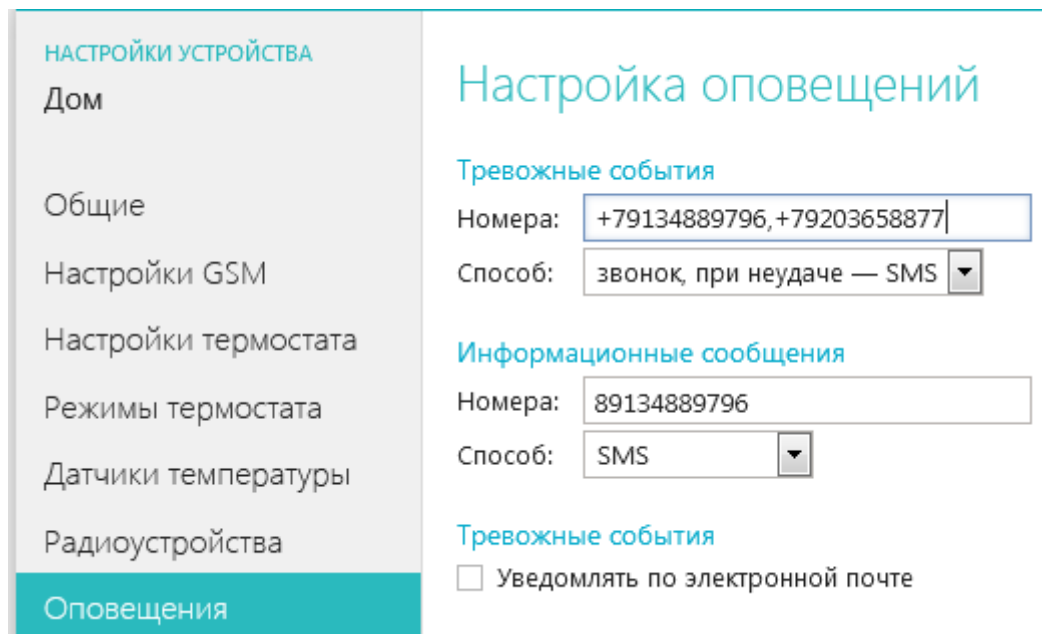 НАСТРОЙКИ УСТРОЙСТВА
Дом
Общие
Настройки GSM
Настройки термостата
Режимы термостата
Датчики температуры
Радиоустройства
Оповещения
Настройка оповещений
Тревожные события
Номера: +79134889796,+79203658877
Способ: звонок, при неудаче — SMS
Информационные сообщения
Номера: 89134889796
Способ: SMS
Тревожные события
Уведомлять по электронной почте